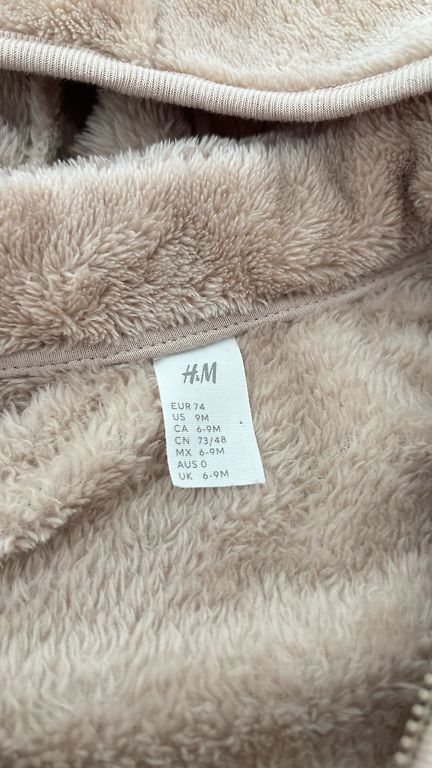 H&M
EUR 74
US 9M
CA 6-9M
CN 73/48
MX 6-9M
AUS 0
UK 6-9M